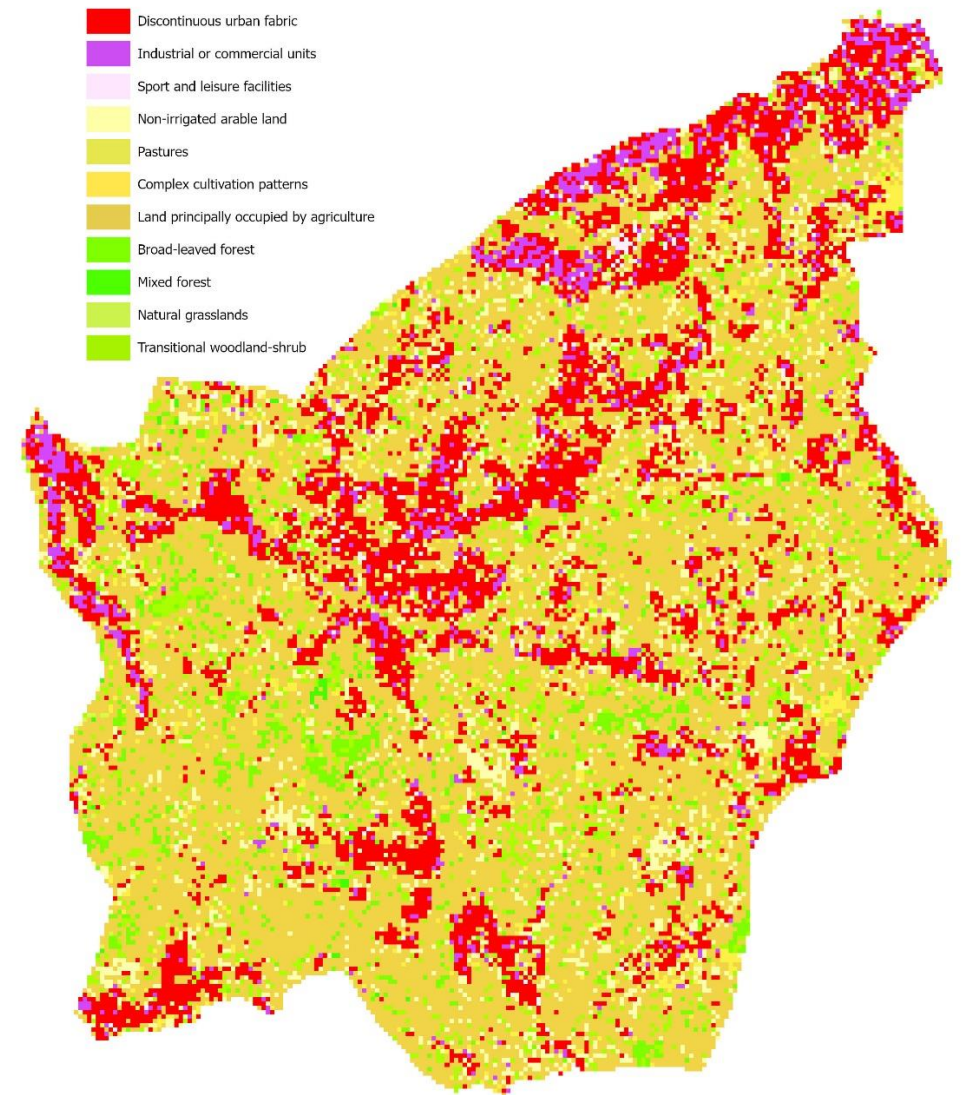 Discontinuous urban fabric
Industrial or commercial units
Sport and leisure facilities
Non-irrigated arable land
Pastures
Complex cultivation patterns
Land principally occupied by agriculture
Broad-leaved forest
Mixed forest
Natural grasslands
Transitional woodland-shrub